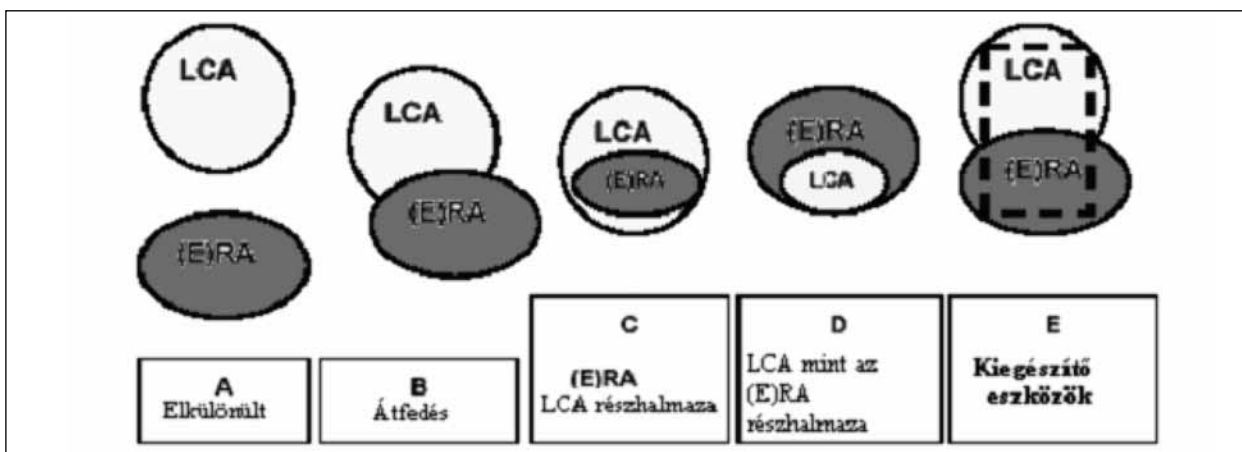 LCA
(E)RA
LCA
(E)RA
LCA
(E)RA
(E)RA
LCA
LCA
(E)RA
A
Elkülönült
B
Átfedés
C
(E)RA
LCA részhalmaza
D
LCA mint az
(E)RA
részhalmaza
E
Kiegészítő
eszközök